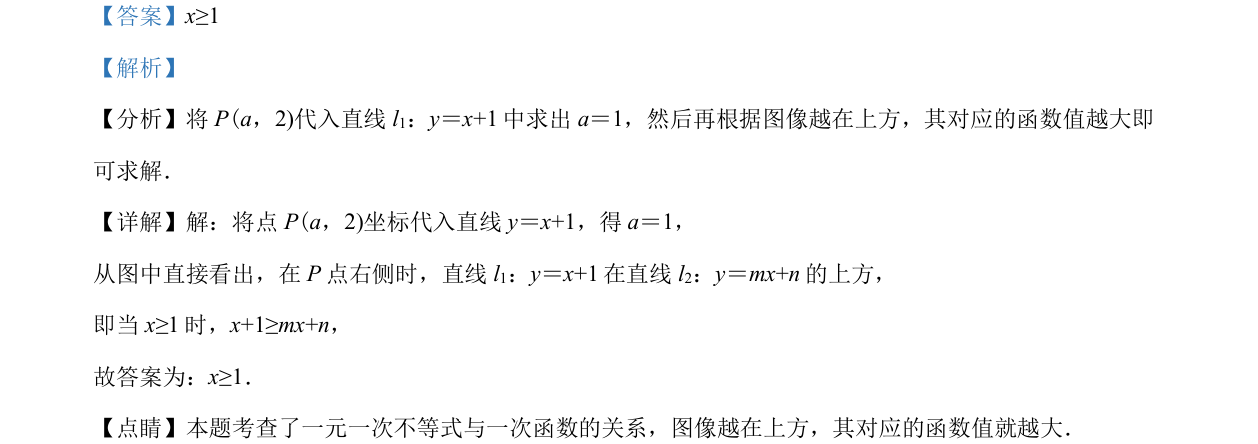 【答案】x≥1
【解析】
【分析】将 P(a，2)代入直线 l₁：y＝x+1 中求出 a＝1，然后再根据图像越在上方，其对应的函数值越大即
可求解．
【详解】解：将点 P(a，2)坐标代入直线 y＝x+1，得 a＝1，
从图中直接看出，在 P 点右侧时，直线 l₁：y＝x+1 在直线 l₂：y＝mx+n 的上方，
即当 x≥1 时，x+1≥mx+n，
故答案为：x≥1．
【点睛】本题考查了一元一次不等式与一次函数的关系，图像越在上方，其对应的函数值就越大．